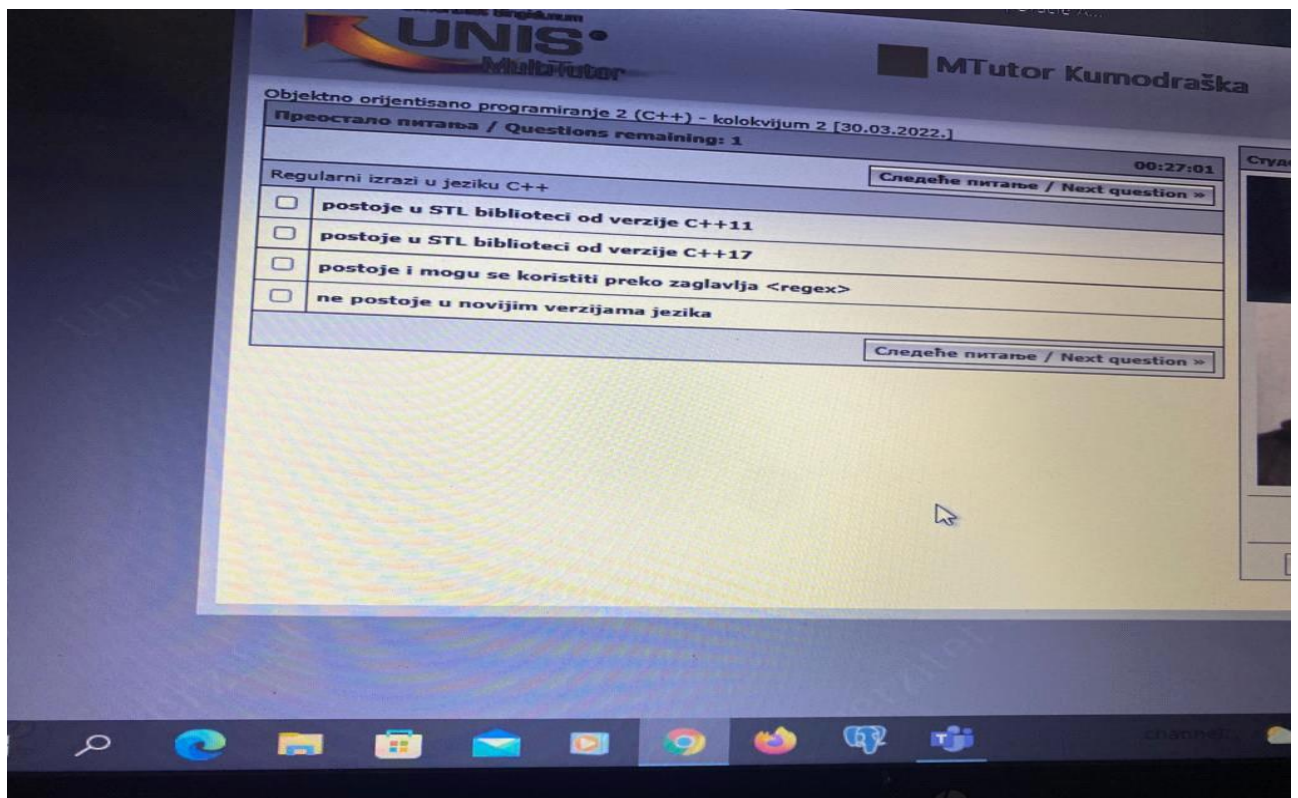 UNIS
MultiTutor
MTutor Kumodraška
Objektno orijentisano programiranje 2 (C++) - kolokvijum 2 [30.03.2022.]
Преостало питања / Questions remaining: 1
00:27:01
Следеће питање / Next question »
Regularni izrazi u jeziku C++
postoje u STL biblioteci od verzije C++11
postoje u STL biblioteci od verzije C++17
postoje i mogu se koristiti preko zaglavlja <regex>
ne postoje u novijim verzijama jezika
Следеће питање / Next question »